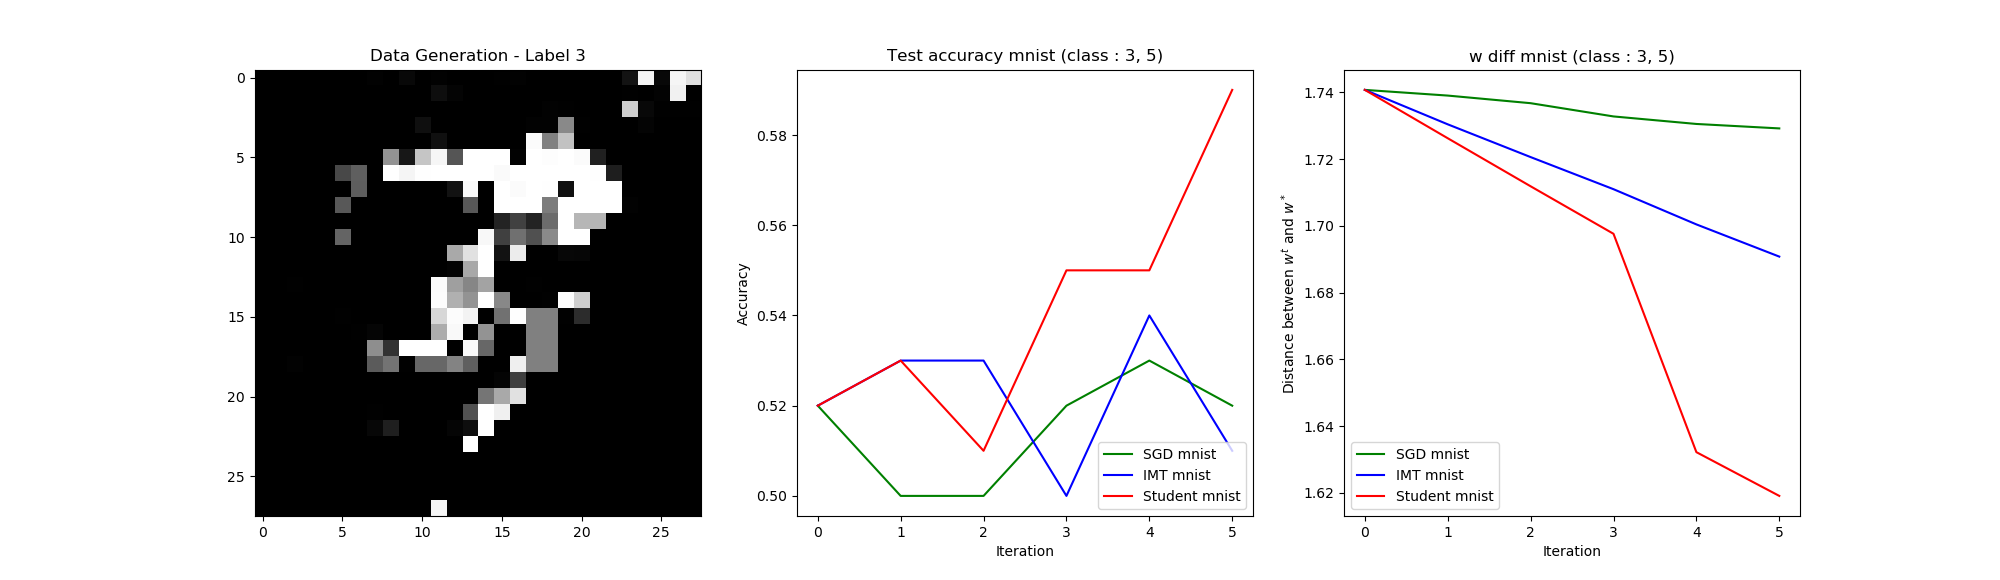 Data Generation - Label 3
0
5
10
15
20
25
0 5 10 15 20 25
Test accuracy mnist (class : 3, 5)
Accuracy
0.58
0.56
0.54
0.52
0.50
SGD mnist
IMT mnist
Student mnist
0 1 2 3 4 5
Iteration
w diff mnist (class : 3, 5)
Distance between w^t and w^*
1.74
1.72
1.70
1.68
1.66
1.64
1.62
SGD mnist
IMT mnist
Student mnist
0 1 2 3 4 5
Iteration